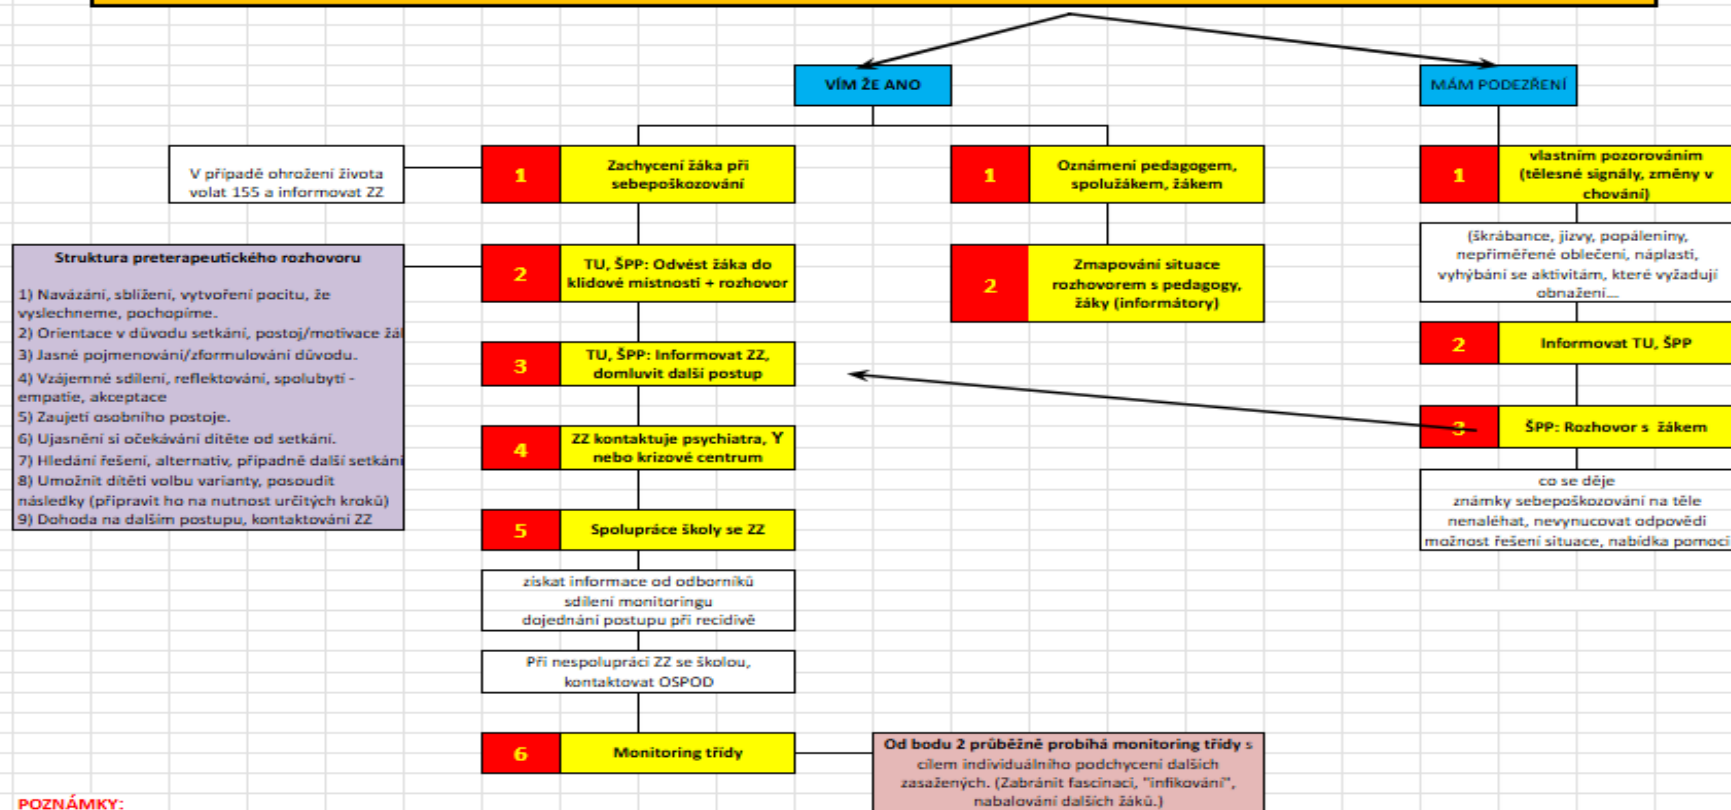 VÍM ŽE ANO
MÁM PODEZŘENÍ
V případě ohrožení života
volat 155 a informovat ZZ
1
Zachycení žáka při
sebepoškozování
1
Oznámení pedagogem,
spolužákem, žákem
1
vlastním pozorováním
(tělesné signály, změny v
chování)
(škrábance, jizvy, popáleniny,
nepřiměřené oblečení, náplasti,
vyhýbání se aktivitám, které vyžadují
obnažení...
Struktura preterapeutického rozhovoru
1) Navázání, sblížení, vytvoření pocitu, že
vyslechneme, pochopíme.
2) Orientace v důvodu setkání, postoj/motivace žá
3) Jasné pojmenování/zformulování důvodu.
4) Vzájemné sdílení, reflektování, spolubytí -
empatie, akceptace
5) Zaujetí osobního postoje.
6) Ujasnění si očekávání dítěte od setkání.
7) Hledání řešení, alternativ, případně další setkání
8) Umožnit dítěti volbu varianty, posoudit
následky (připravit ho na nutnost určitých kroků)
9) Dohoda na dalším postupu, kontaktování ZZ
2
TU, ŠPP: Odvést žáka do
klidové místnosti + rozhovor
2
Zmapování situace
rozhovorem s pedagogy,
žáky (informátory)
2
Informovat TU, ŠPP
3
TU, ŠPP: Informovat ZZ,
domluvit další postup
3
ŠPP: Rozhovor s žákem
4
ZZ kontaktuje psychiatra, Y
nebo krizové centrum
co se děje
známky sebepoškozování na těle
nenaléhat, nevynucovat odpovědi
možnost řešení situace, nabídka pomoci
5
Spolupráce školy se ZZ
získat informace od odborníků
sdílení monitoringu
dojednání postupu při recidivě
Při nespolupráci ZZ se školou,
kontaktovat OSPOD
6
Monitoring třídy
Od bodu 2 průběžně probíhá monitoring třídy s
cílem individuálního podchycení dalších
zasažených. (Zabránit fascinaci, "infikování",
nabalování dalších žáků.)
POZNÁMKY: